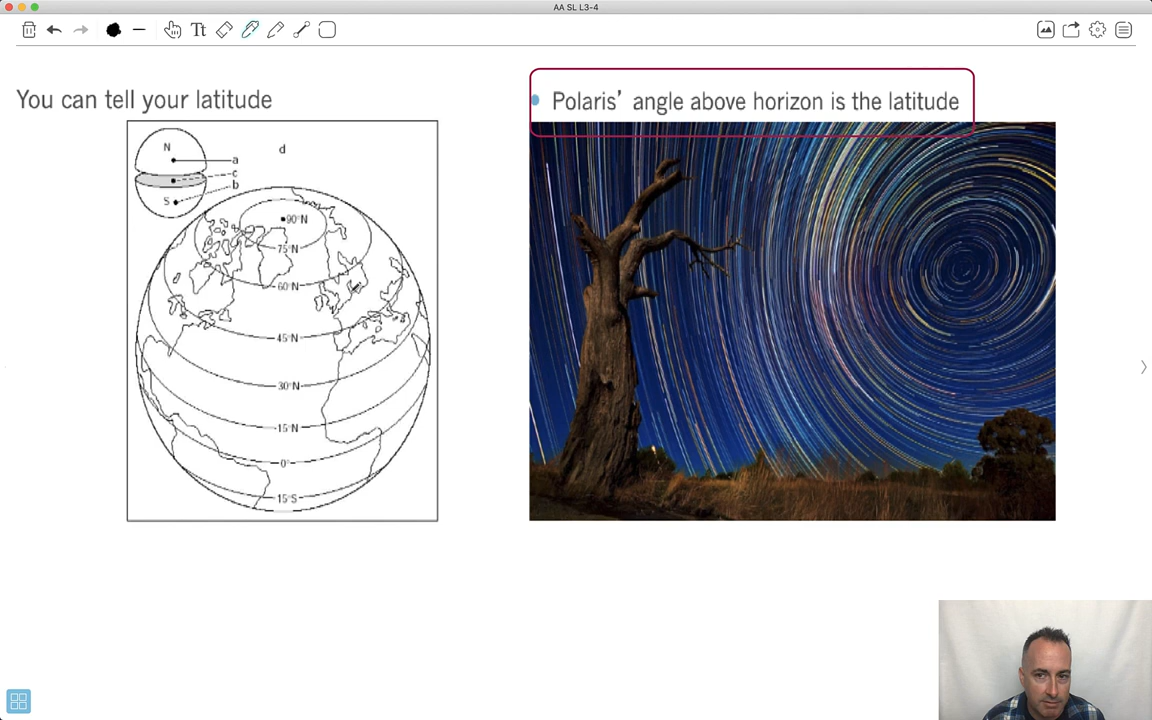 AA SL L3-4
Tt
You can tell your latitude
Polaris' angle above horizon is the latitude
N
a
c
b
S
d
90°N
75°N
60°N
45°N
30°N
15°N
0°
15°S